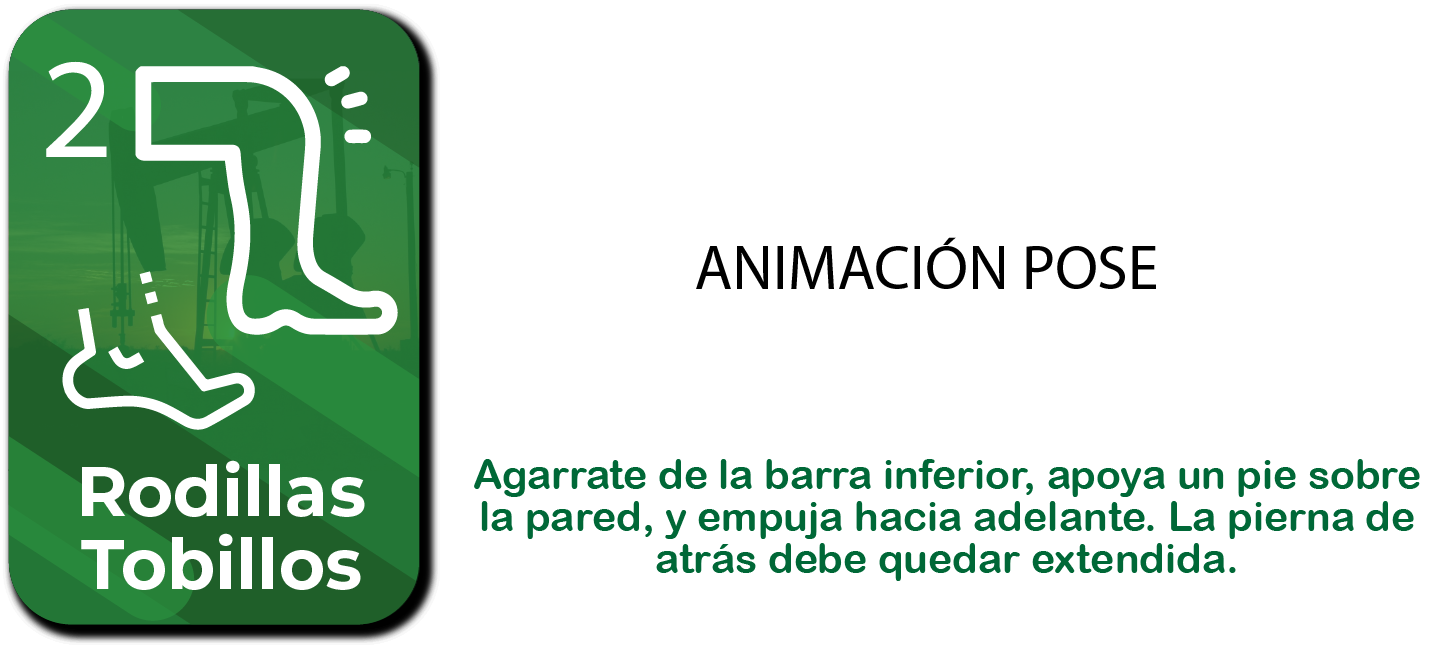 2
Rodillas
Tobillos
ANIMACIÓN POSE
Agarrate de la barra inferior, apoya un pie sobre
la pared, y empuja hacia adelante. La pierna de
atrás debe quedar extendida.